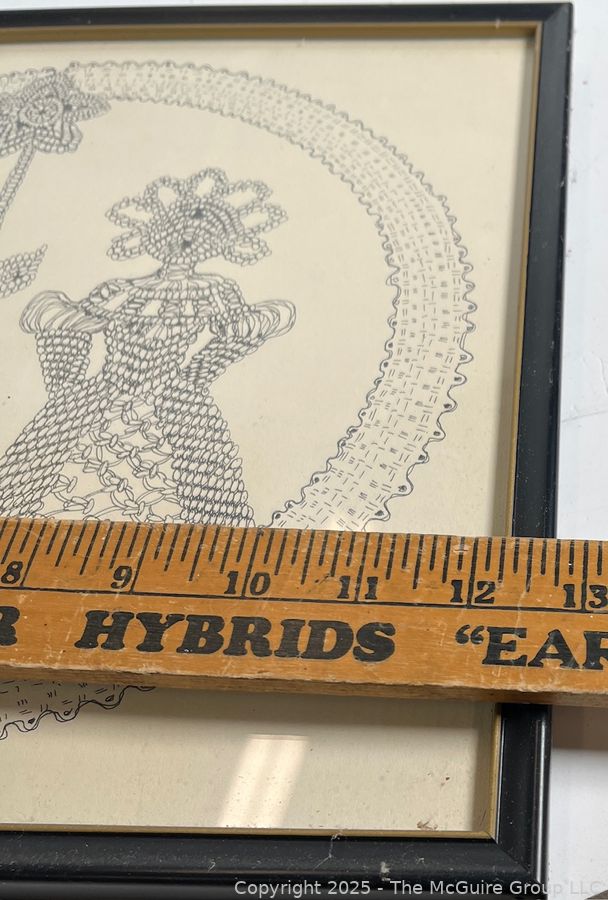 8 9 10 11 12 13
HYBRIDS "EAR
Copyright 2025 - The McGuire Group LLC